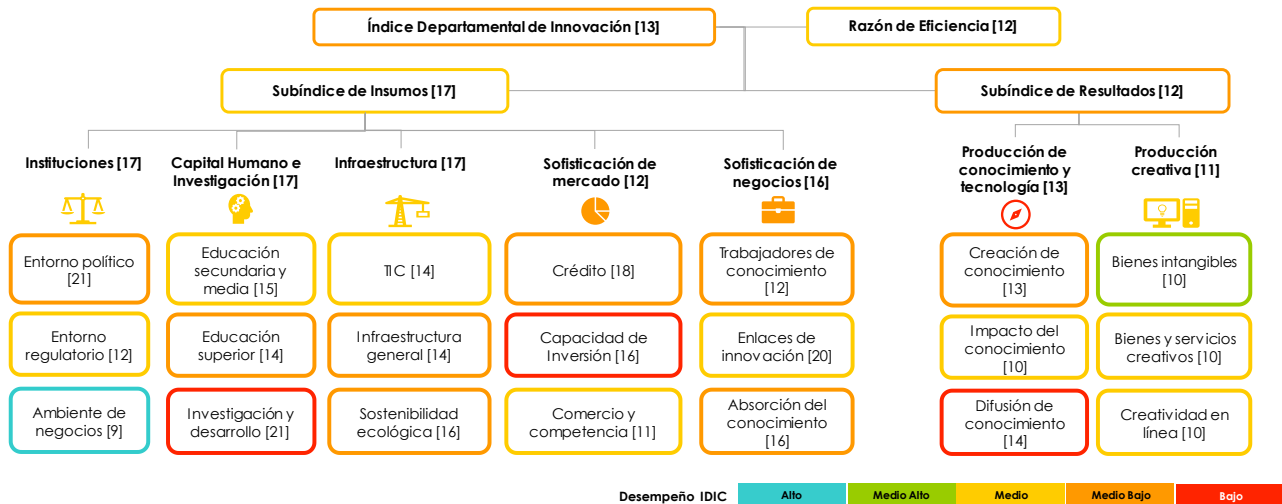 Índice Departamental de Innovación [13]
Razón de Eficiencia [12]
Subíndice de Insumos [17]
Subíndice de Resultados [12]
Instituciones [17]
Capital Humano e
Investigación [17]
Infraestructura [17]
Sofisticación de
mercado [12]
Sofisticación de
negocios [16]
Producción de
conocimiento y
tecnología [13]
Producción
creativa [11]
Entorno político
[21]
Educación
secundaria y
media [15]
TIC [14]
Crédito [18]
Trabajadores de
conocimiento
[12]
Creación de
conocimiento
[13]
Bienes intangibles
[10]
Entorno
regulatorio [12]
Educación
superior [14]
Infraestructura
general [14]
Capacidad de
Inversión [16]
Enlaces de
innovación [20]
Impacto del
conocimiento
[10]
Bienes y servicios
creativos [10]
Ambiente de
negocios [9]
Investigación y
desarrollo [21]
Sostenibilidad
ecológica [16]
Comercio y
competencia [11]
Absorción del
conocimiento
[16]
Difusión de
conocimiento
[14]
Creatividad en
línea [10]
Desempeño IDIC
Alto
Medio Alto
Medio
Medio Bajo
Bajo